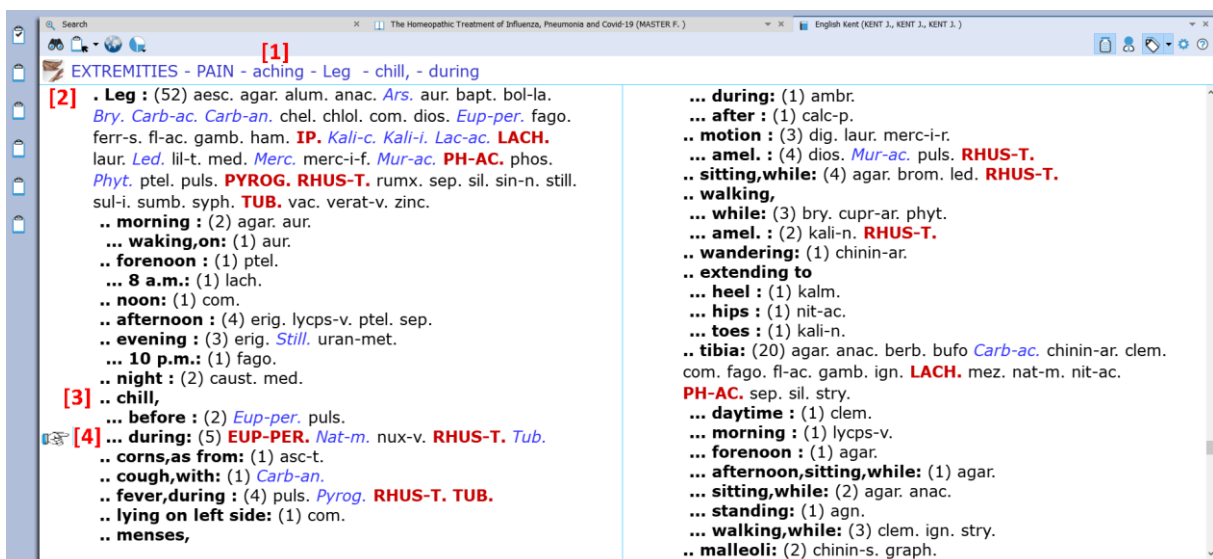 Search
The Homeopathic Treatment of Influenza, Pneumonia and Covid-19 (MASTER F. )
English Kent (KENT J., KENT J., KENT J. )
[1]
EXTREMITIES - PAIN - aching - Leg - chill, - during
[2] . Leg : (52) aesc. agar. alum. anac. Ars. aur. bapt. bol-la.
Bry. Carb-ac. Carb-an. chel. chlol. com. dios. Eup-per. fago.
ferr-s. fl-ac. gamb. ham. IP. Kali-c. Kali-i. Lac-ac. LACH.
laur. Led. lil-t. med. Merc. merc-i-f. Mur-ac. PH-AC. phos.
Phyt. ptel. puls. PYROG. RHUS-T. rumx. sep. sil. sin-n. still.
sul-i. sumb. syph. TUB. vac. verat-v. zinc.
.. morning : (2) agar. aur.
... waking,on: (1) aur.
.. forenoon : (1) ptel.
... 8 a.m.: (1) lach.
.. noon: (1) com.
.. afternoon : (4) erig. lycps-v. ptel. sep.
.. evening : (3) erig. Still. uran-met.
... 10 p.m.: (1) fago.
.. night : (2) caust. med.
[3] .. chill,
... before : (2) Eup-per. puls.
[4] ... during: (5) EUP-PER. Nat-m. nux-v. RHUS-T. Tub.
.. corns,as from: (1) asc-t.
.. cough,with: (1) Carb-an.
.. fever,during : (4) puls. Pyrog. RHUS-T. TUB.
.. lying on left side: (1) com.
.. menses,
... during: (1) ambr.
... after : (1) calc-p.
.. motion : (3) dig. laur. merc-i-r.
... amel. : (4) dios. Mur-ac. puls. RHUS-T.
.. sitting,while: (4) agar. brom. led. RHUS-T.
.. walking,
... while: (3) bry. cupr-ar. phyt.
... amel. : (2) kali-n. RHUS-T.
.. wandering: (1) chinin-ar.
.. extending to
... heel : (1) kalm.
... hips : (1) nit-ac.
... toes : (1) kali-n.
.. tibia: (20) agar. anac. berb. bufo Carb-ac. chinin-ar. clem.
com. fago. fl-ac. gamb. ign. LACH. mez. nat-m. nit-ac.
PH-AC. sep. sil. stry.
... daytime : (1) clem.
... morning : (1) lycps-v.
... forenoon : (1) agar.
... afternoon,sitting,while: (1) agar.
... sitting,while: (2) agar. anac.
... standing: (1) agn.
... walking,while: (3) clem. ign. stry.
.. malleoli: (2) chinin-s. graph.